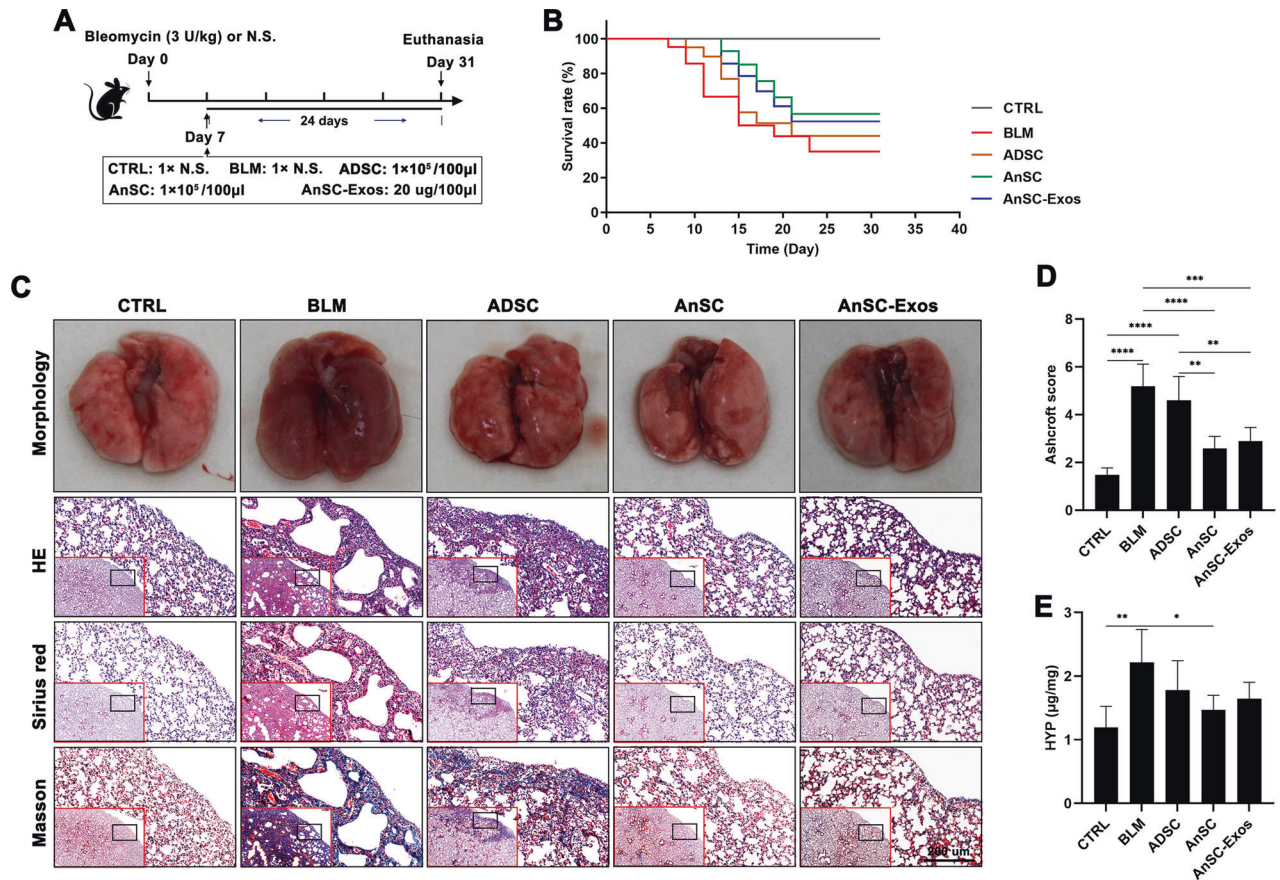 A
Bleomycin (3 U/kg) or N.S.
Euthanasia
Day 0
Day 31
24 days
Day 7
CTRL: 1× N.S. BLM: 1× N.S. ADSC: 1×10⁵/100μl
AnSC: 1×10⁵/100μl AnSC-Exos: 20 ug/100μl
B
Survival rate (%)
100
80
60
40
20
0
0 5 10 15 20 25 30 35 40
Time (Day)
CTRL
BLM
ADSC
AnSC
AnSC-Exos
C
CTRL BLM ADSC AnSC AnSC-Exos
Morphology
HE
Sirius red
Masson
200 um
D
Ashcroft score
8
6
4
2
0
***
****
****
**
****
**
CTRL
BLM
ADSC
AnSC
AnSC-Exos
E
HYP (μg/mg)
3
2
1
0
** *
CTRL
BLM
ADSC
AnSC
AnSC-Exos